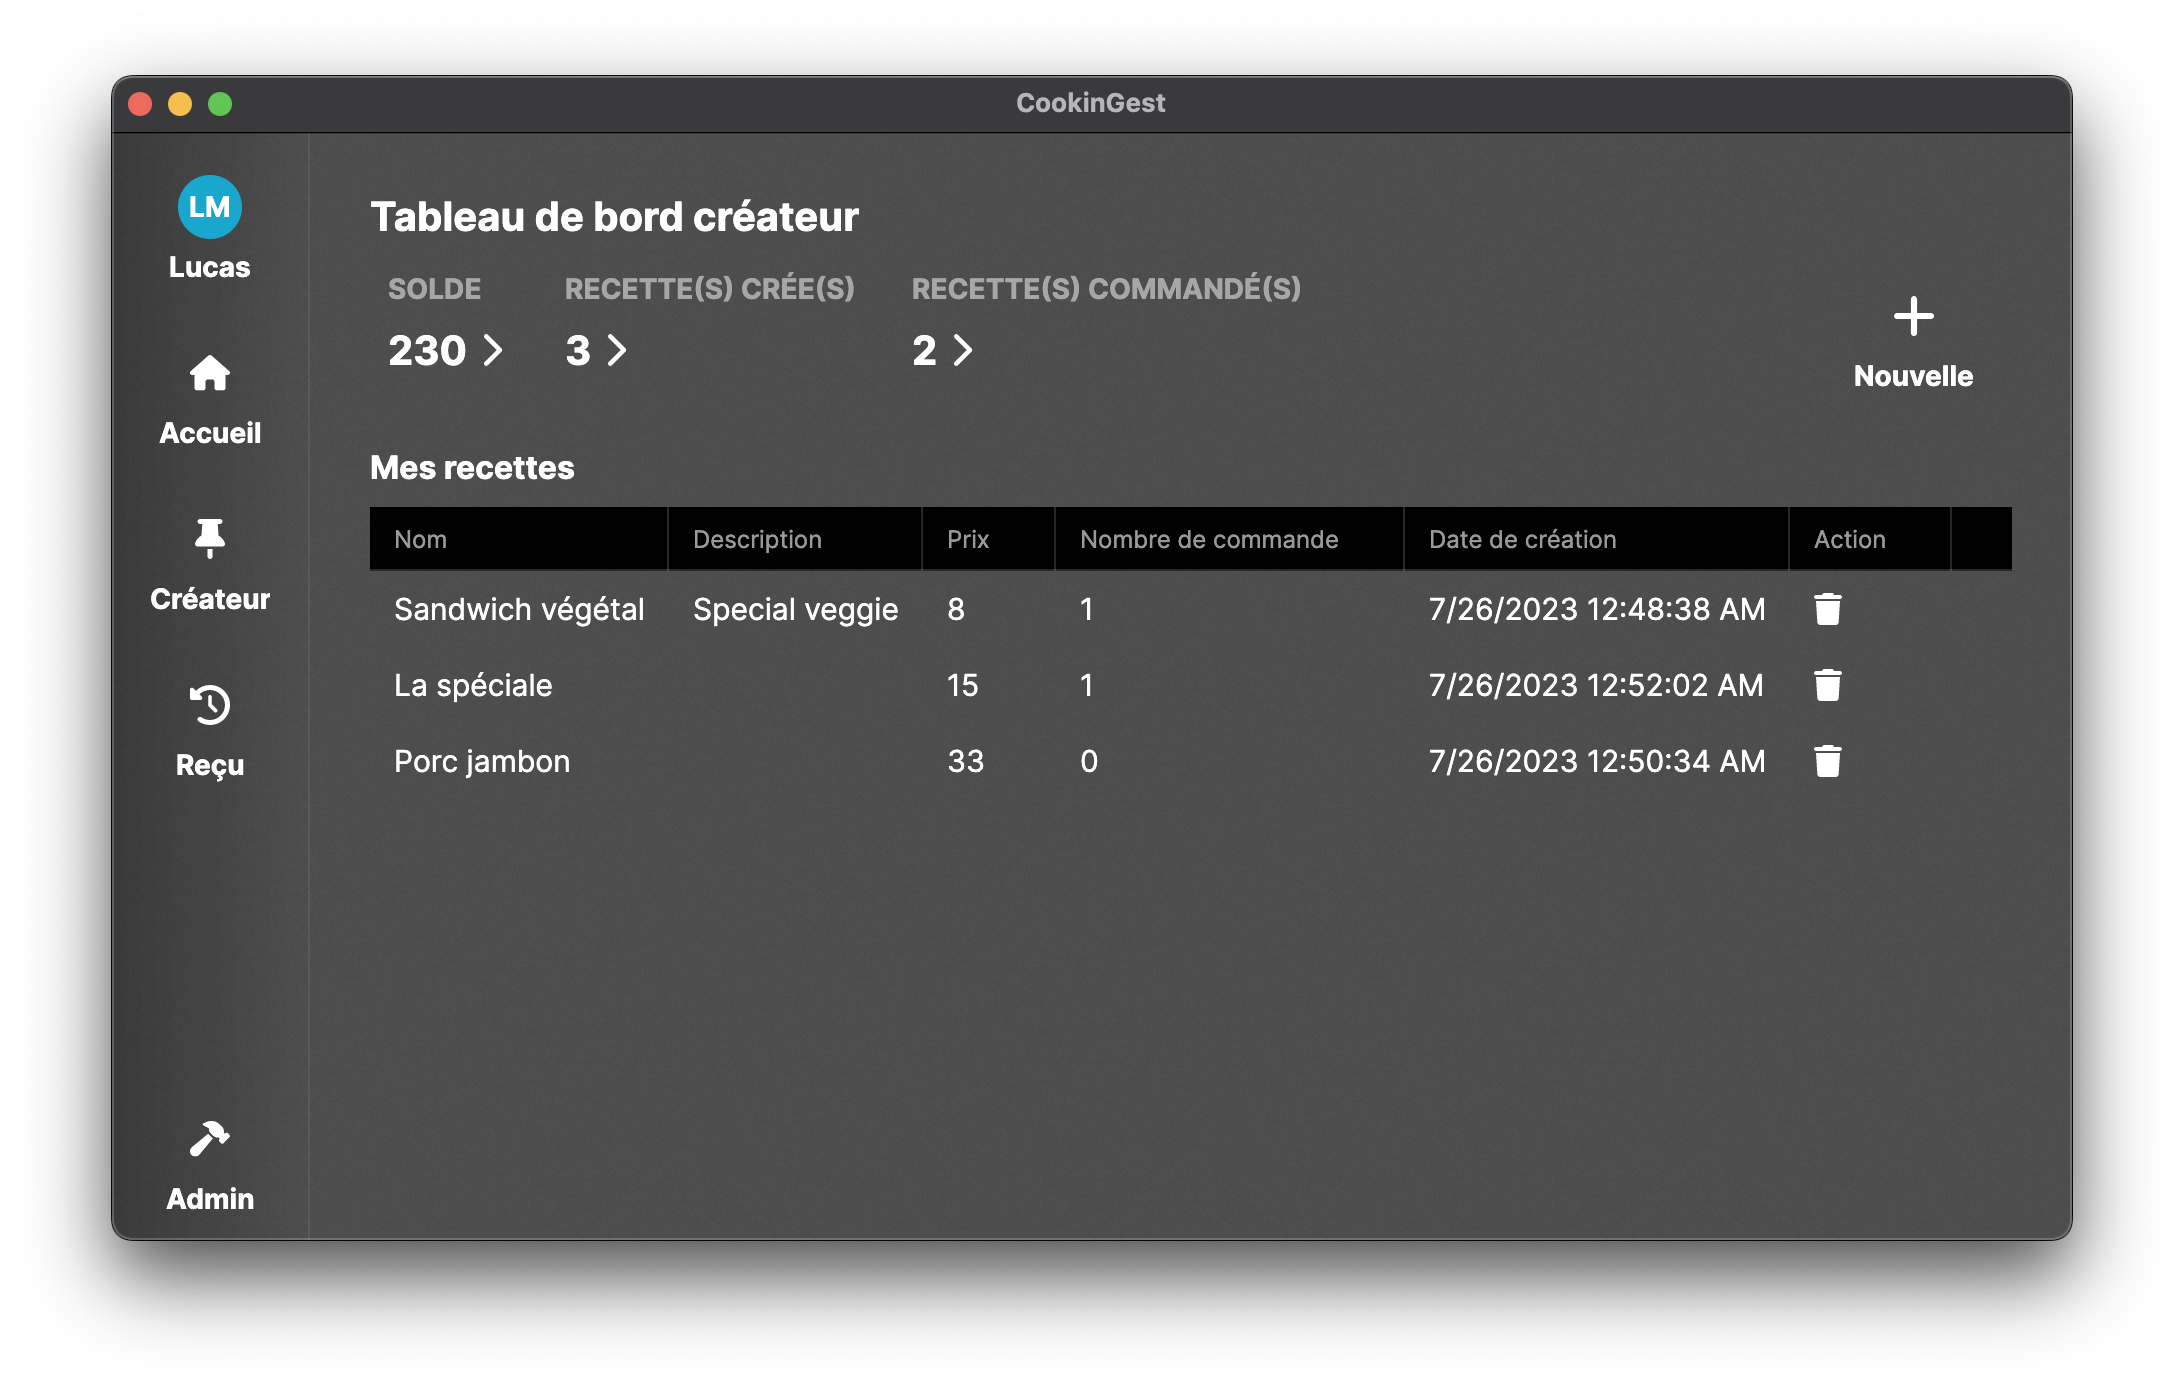 CookinGest
LM
Lucas
Accueil
Créateur
Reçu
Admin
Tableau de bord créateur
SOLDE RECETTE(S) CRÉE(S) RECETTE(S) COMMANDÉ(S)
230 3 2
Nouvelle
Mes recettes
Nom Description Prix Nombre de commande Date de création Action
Sandwich végétal Special veggie 8 1 7/26/2023 12:48:38 AM
La spéciale 15 1 7/26/2023 12:52:02 AM
Porc jambon 33 0 7/26/2023 12:50:34 AM